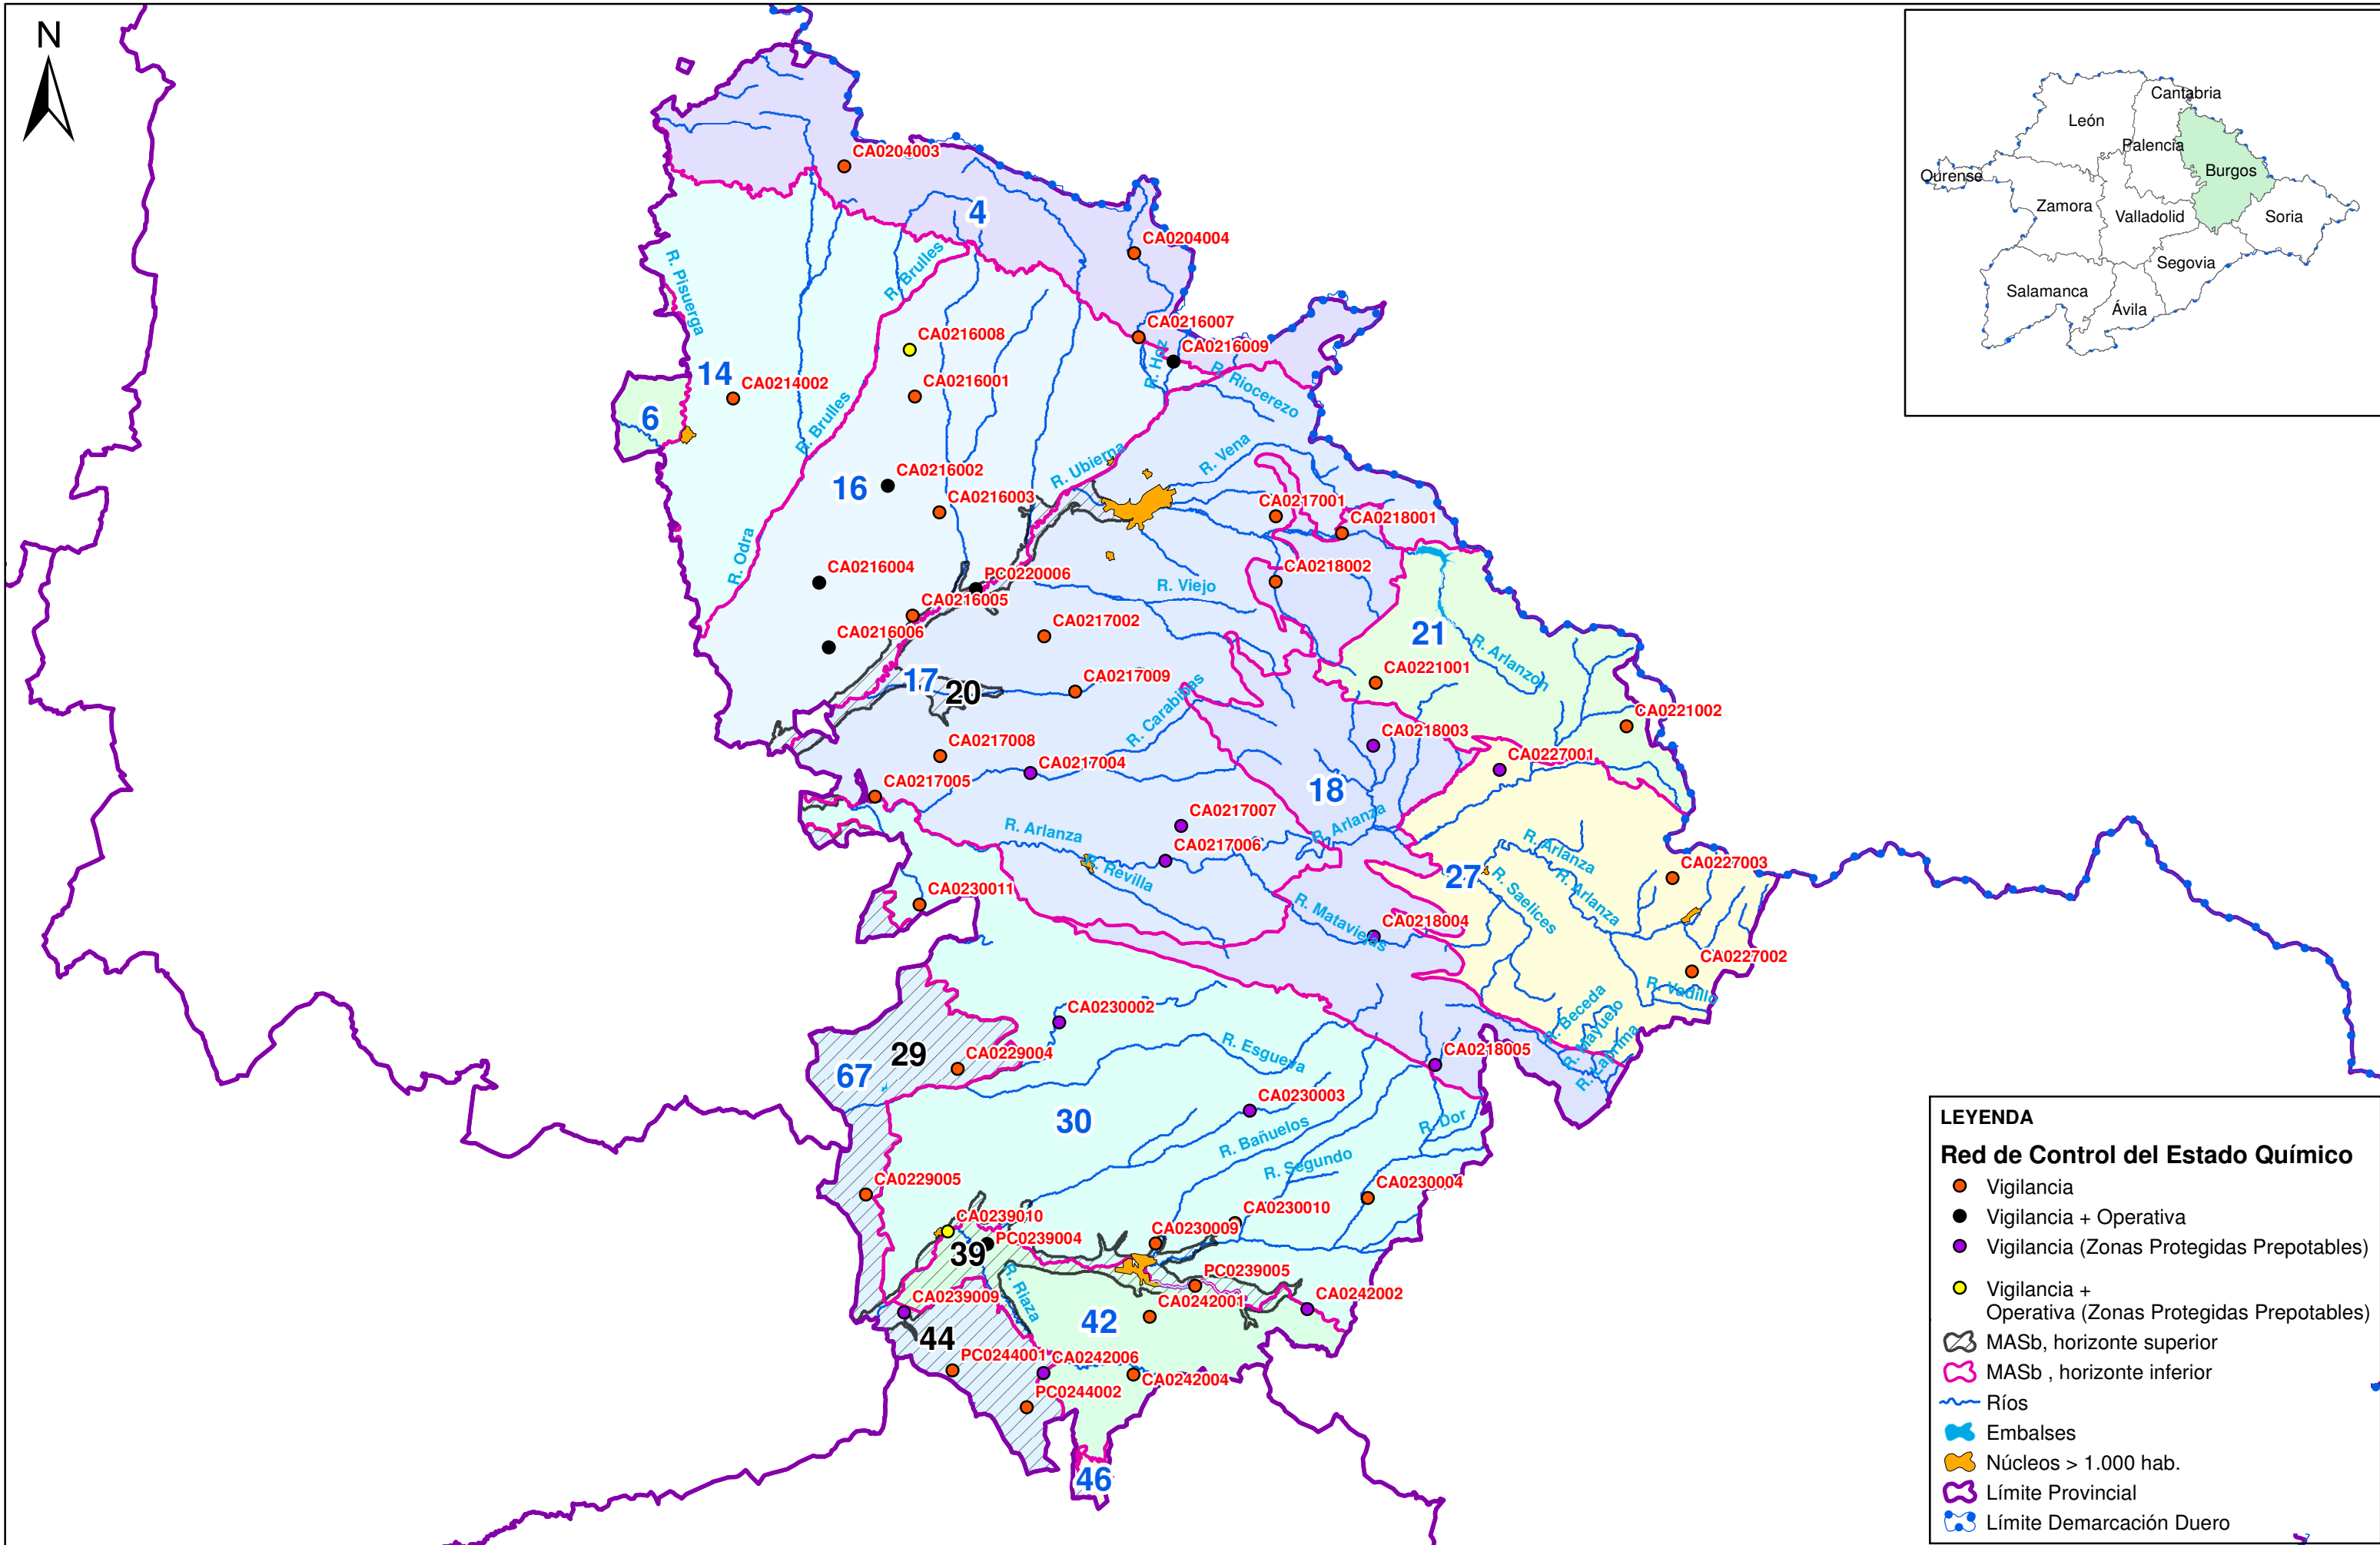 N
Cantabria
León
Palencia
Burgos
Ourense
Zamora
Valladolid
Soria
Segovia
Salamanca
Ávila
CA0204003
4
CA0204004
R. Pisuerga
R. Brulles
CA0216007
CA0216008
CA0216009
R. Hoz
R. Riocerezo
14
CA0214002
CA0216001
6
R. Brulles
R. Ubierna
R. Vena
CA0216002
16
CA0216003
CA0217001
CA0218001
R. Odra
CA0216004
PC0220006
R. Viejo
CA0218002
CA0216005
CA0217002
CA0216006
21
R. Arlanzon
17
20
CA0217009
CA0221001
R. Carabidas
CA0221002
CA0218003
CA0217008
CA0217004
CA0227001
CA0217005
18
CA0217007
R. Arlanza
R. Arlanza
CA0217006
R. Revilla
R. Arlanza
27
CA0227003
R. Saelices
R. Arlanza
CA0230011
R. Mataviejas
CA0218004
CA0227002
R. Vadillo
CA0230002
R. Beceda
R. Mayuelo
R. Laprima
29
CA0229004
R. Esgueva
CA0218005
67
CA0230003
30
R. Bañuelos
R. Dor
R. Segundo
CA0229005
CA0230004
CA0230010
CA0239010
CA0230009
PC0239004
39
PC0239005
R. Riaza
CA0239009
CA0242001
CA0242002
42
44
PC0244001
CA0242006
CA0242004
PC0244002
46
LEYENDA
Red de Control del Estado Químico
Vigilancia
Vigilancia + Operativa
Vigilancia (Zonas Protegidas Prepotables)
Vigilancia +
Operativa (Zonas Protegidas Prepotables)
MASb, horizonte superior
MASb , horizonte inferior
Ríos
Embalses
Núcleos > 1.000 hab.
Límite Provincial
Límite Demarcación Duero